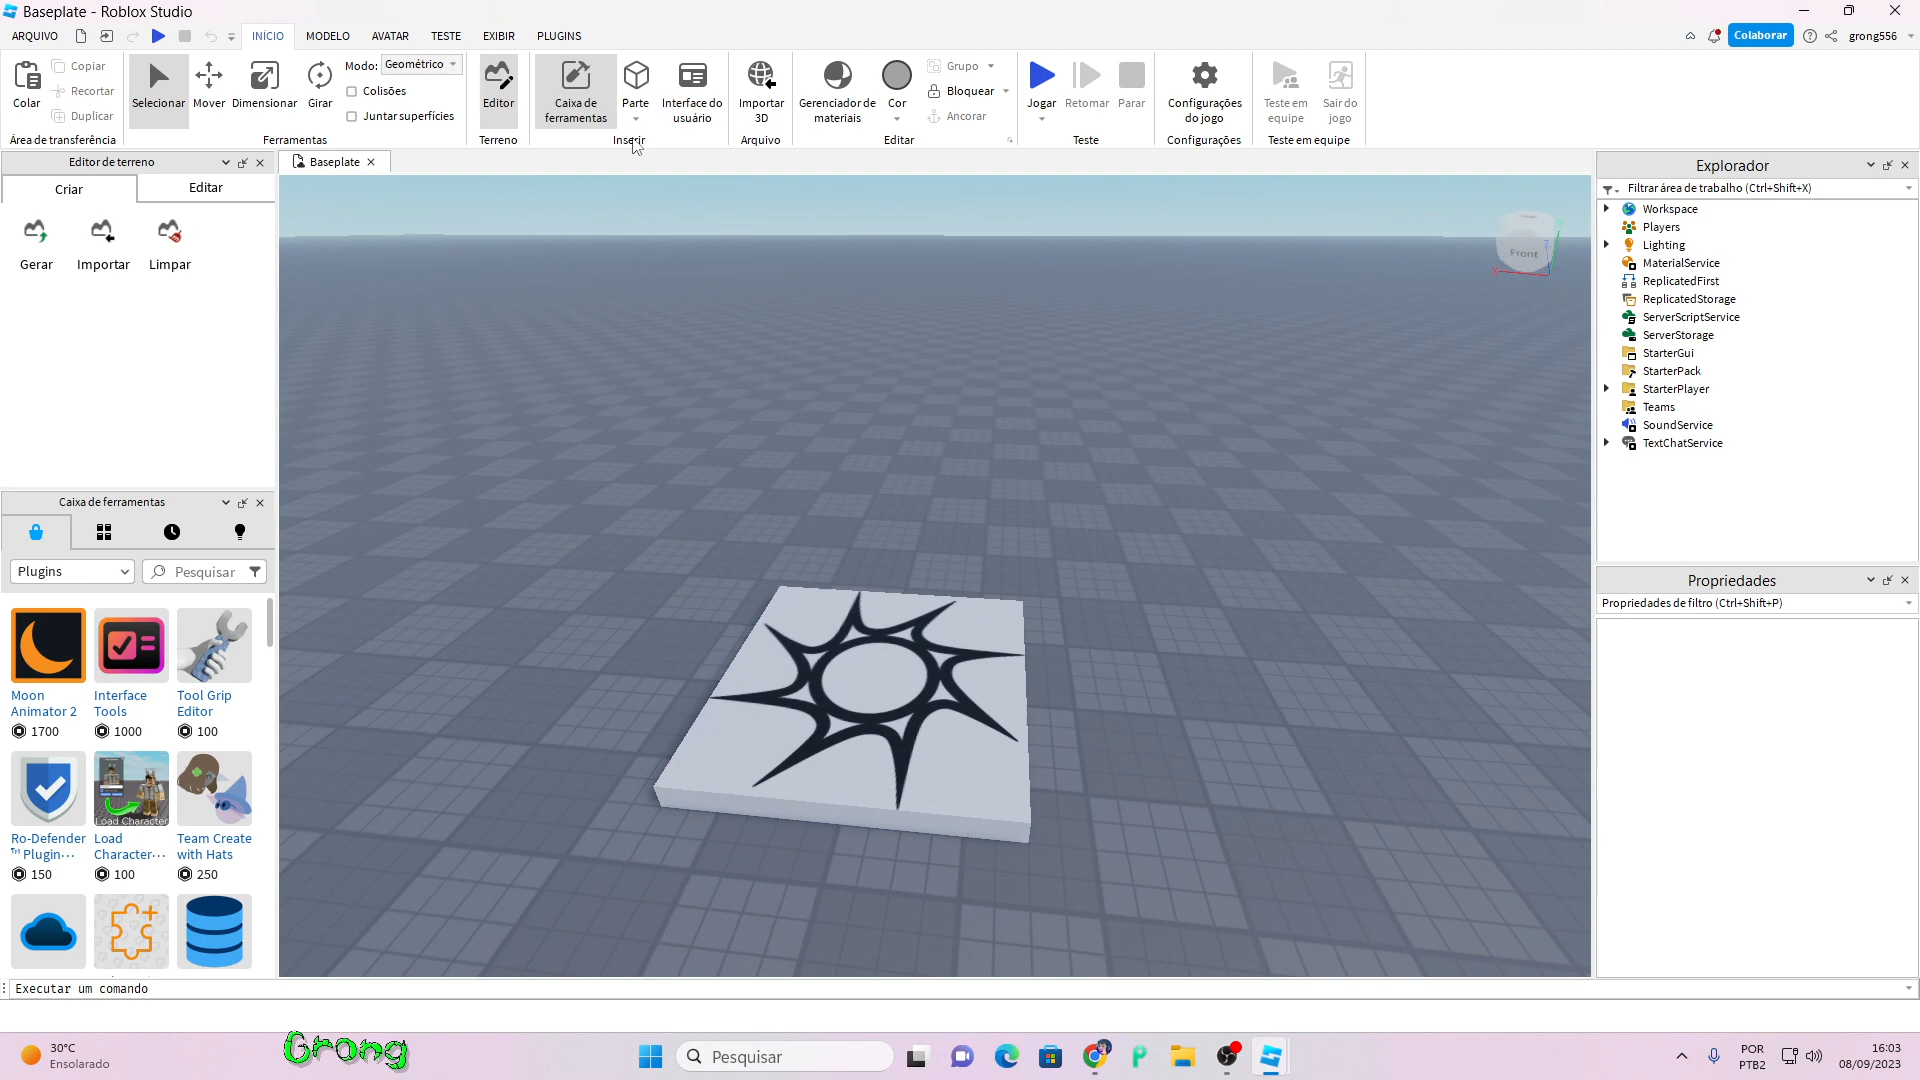 Baseplate - Roblox Studio
ARQUIVO
INÍCIO
MODELO
AVATAR
TESTE
EXIBIR
PLUGINS
Colaborar
grong556
Colar
Copiar
Recortar
Duplicar
Área de transferência
Selecionar
Mover
Dimensionar
Girar
Modo: Geométrico
Colisões
Juntar superfícies
Ferramentas
Editor
Terreno
Caixa de
ferramentas
Parte
Interface do
usuário
Inserir
Importar
3D
Arquivo
Gerenciador de
materiais
Cor
Grupo
Bloquear
Ancorar
Editar
Jogar
Retomar
Parar
Teste
Configurações
do jogo
Configurações
Teste em
equipe
Sair do
jogo
Teste em equipe
Editor de terreno
Criar
Editar
Gerar
Importar
Limpar
Baseplate
Front
Explorador
Filtrar área de trabalho (Ctrl+Shift+X)
Workspace
Players
Lighting
MaterialService
ReplicatedFirst
ReplicatedStorage
ServerScriptService
ServerStorage
StarterGui
StarterPack
StarterPlayer
Teams
SoundService
TextChatService
Propriedades
Propriedades de filtro (Ctrl+Shift+P)
Caixa de ferramentas
Plugins
Pesquisar
Moon
Animator 2
1700
Interface
Tools
1000
Tool Grip
Editor
100
Ro-Defender
™ Plugin···
150
Load Character
Load
Character···
100
Team Create
with Hats
250
Executar um comando
30°C
Ensolarado
Grong
Pesquisar
POR
PTB2
16:03
08/09/2023